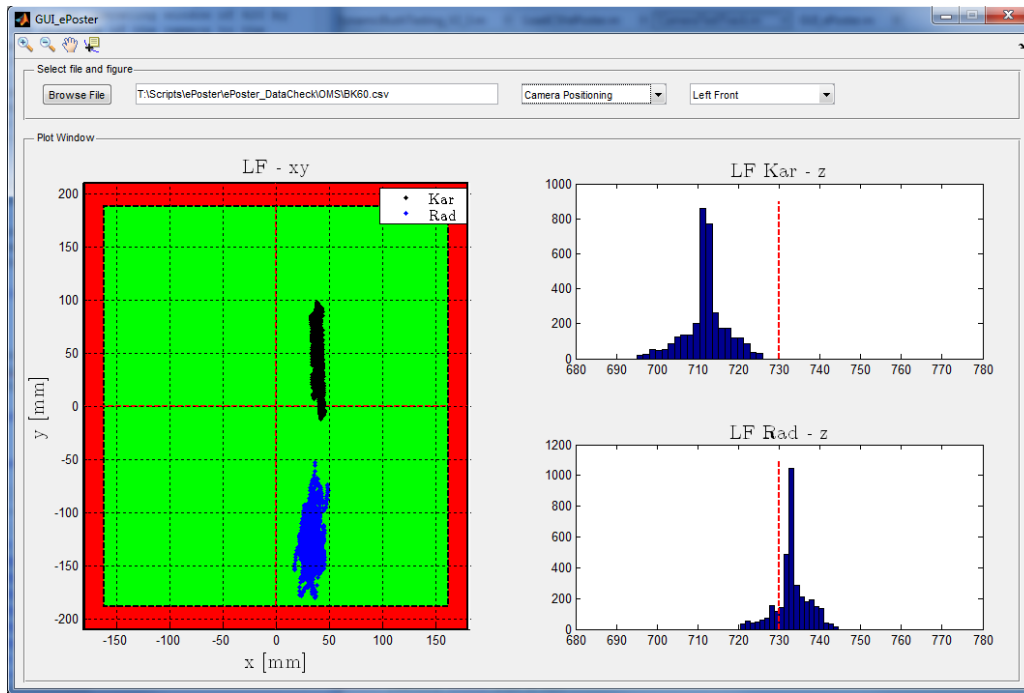 GUI_ePoster
Select file and figure
Browse File
T:\Scripts\ePoster\ePoster_DataCheck\OMS\BK60.csv
Camera Positioning
Left Front
Plot Window
LF - xy
Kar
Rad
200
150
100
50
0
-50
-100
-150
-200
y [mm]
-150 -100 -50 0 50 100 150
x [mm]
LF Kar - z
1000
800
600
400
200
0
680 690 700 710 720 730 740 750 760 770 780
LF Rad - z
1200
1000
800
600
400
200
0
680 690 700 710 720 730 740 750 760 770 780